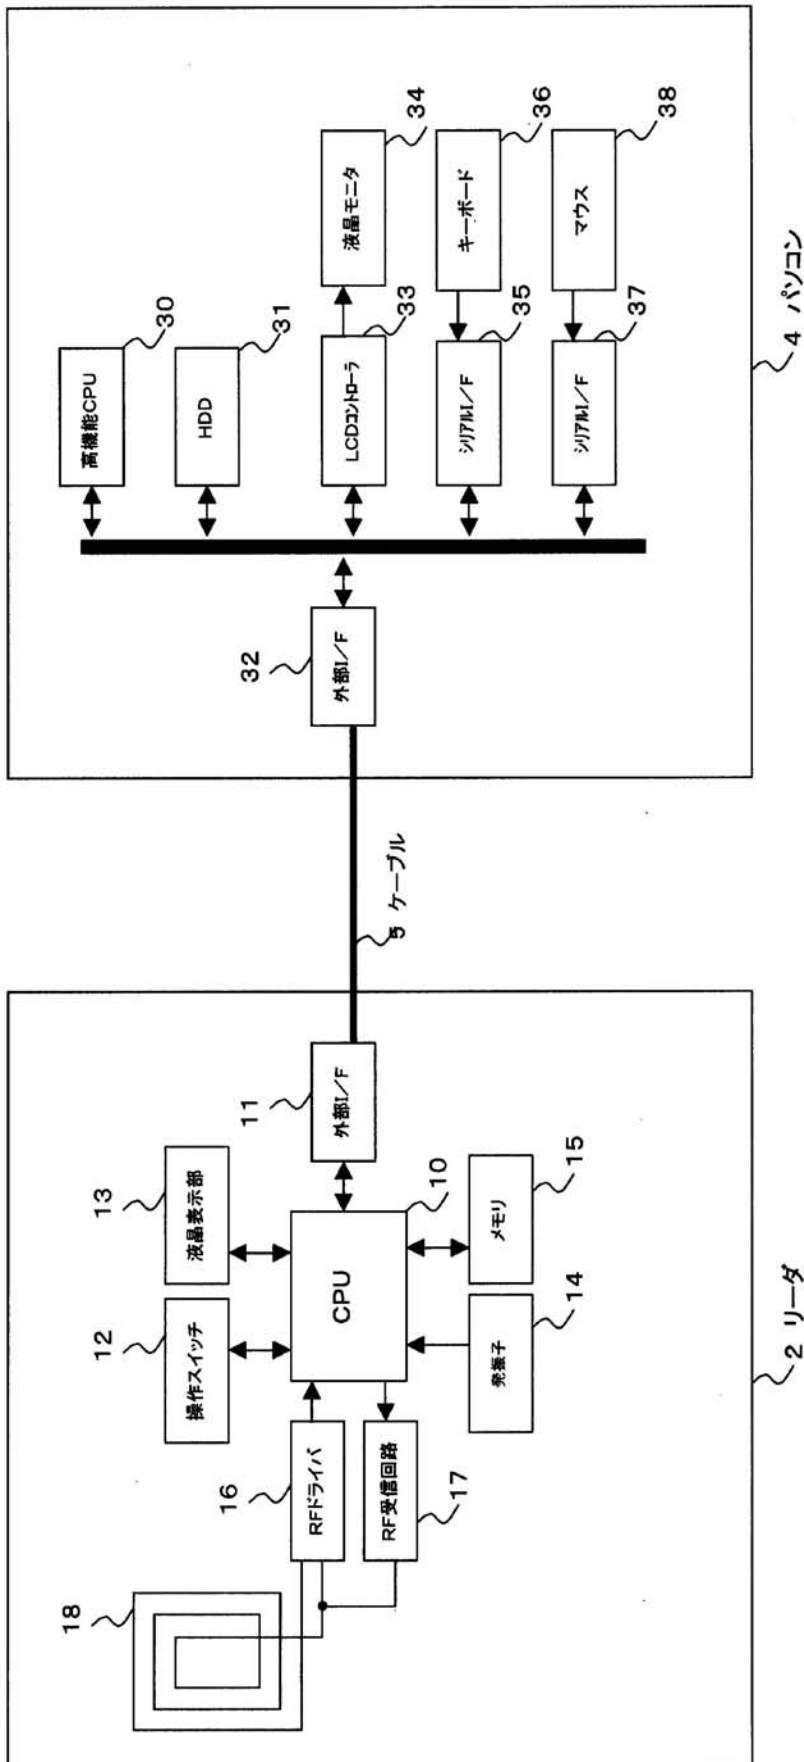 18
16
RFドライバ
RF受信回路
17
12
操作スイッチ
13
液晶表示部
CPU
10
発振子
14
メモリ
15
11
外部I/F
2 リーダ
5 ケーブル
32
外部I/F
高機能CPU
30
HDD
31
LCDコントローラ
33
液晶モニタ
34
シリアルI/F
35
キーボード
36
シリアルI/F
37
マウス
38
4 パソコン